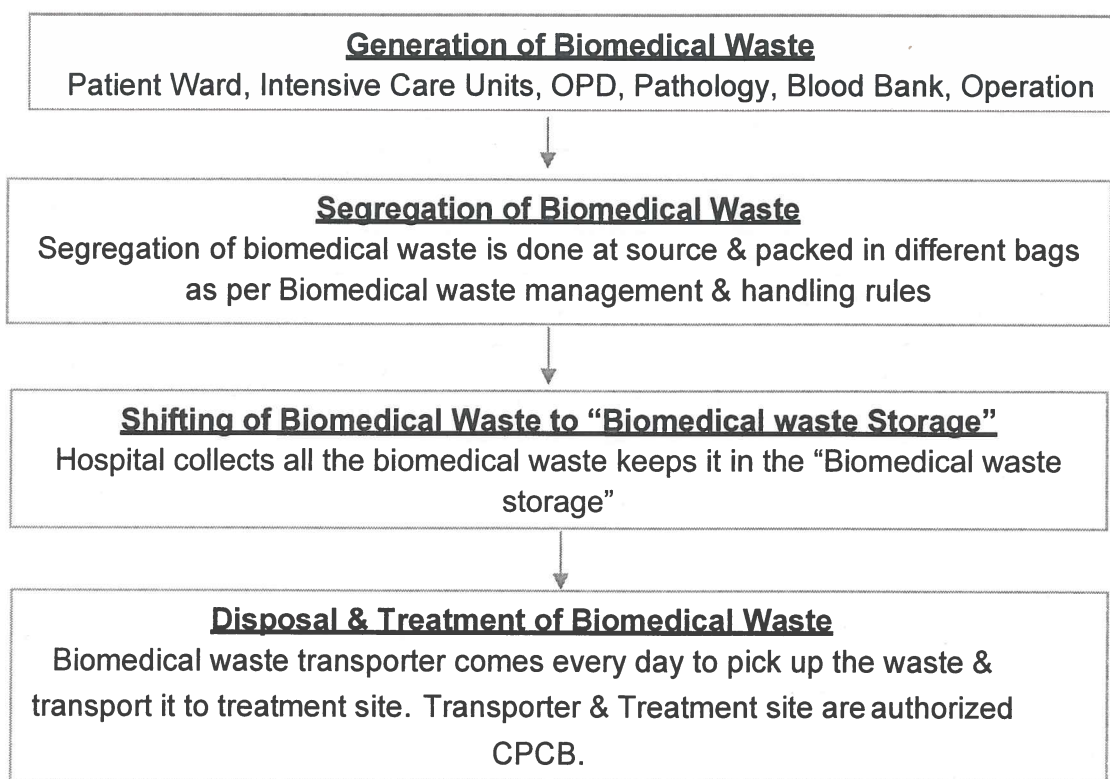 Generation of Biomedical Waste
Patient Ward, Intensive Care Units, OPD, Pathology, Blood Bank, Operation
Segregation of Biomedical Waste
Segregation of biomedical waste is done at source & packed in different bags
as per Biomedical waste management & handling rules
Shifting of Biomedical Waste to “Biomedical waste Storage”
Hospital collects all the biomedical waste keeps it in the “Biomedical waste
storage”
Disposal & Treatment of Biomedical Waste
Biomedical waste transporter comes every day to pick up the waste &
transport it to treatment site. Transporter & Treatment site are authorized
CPCB.